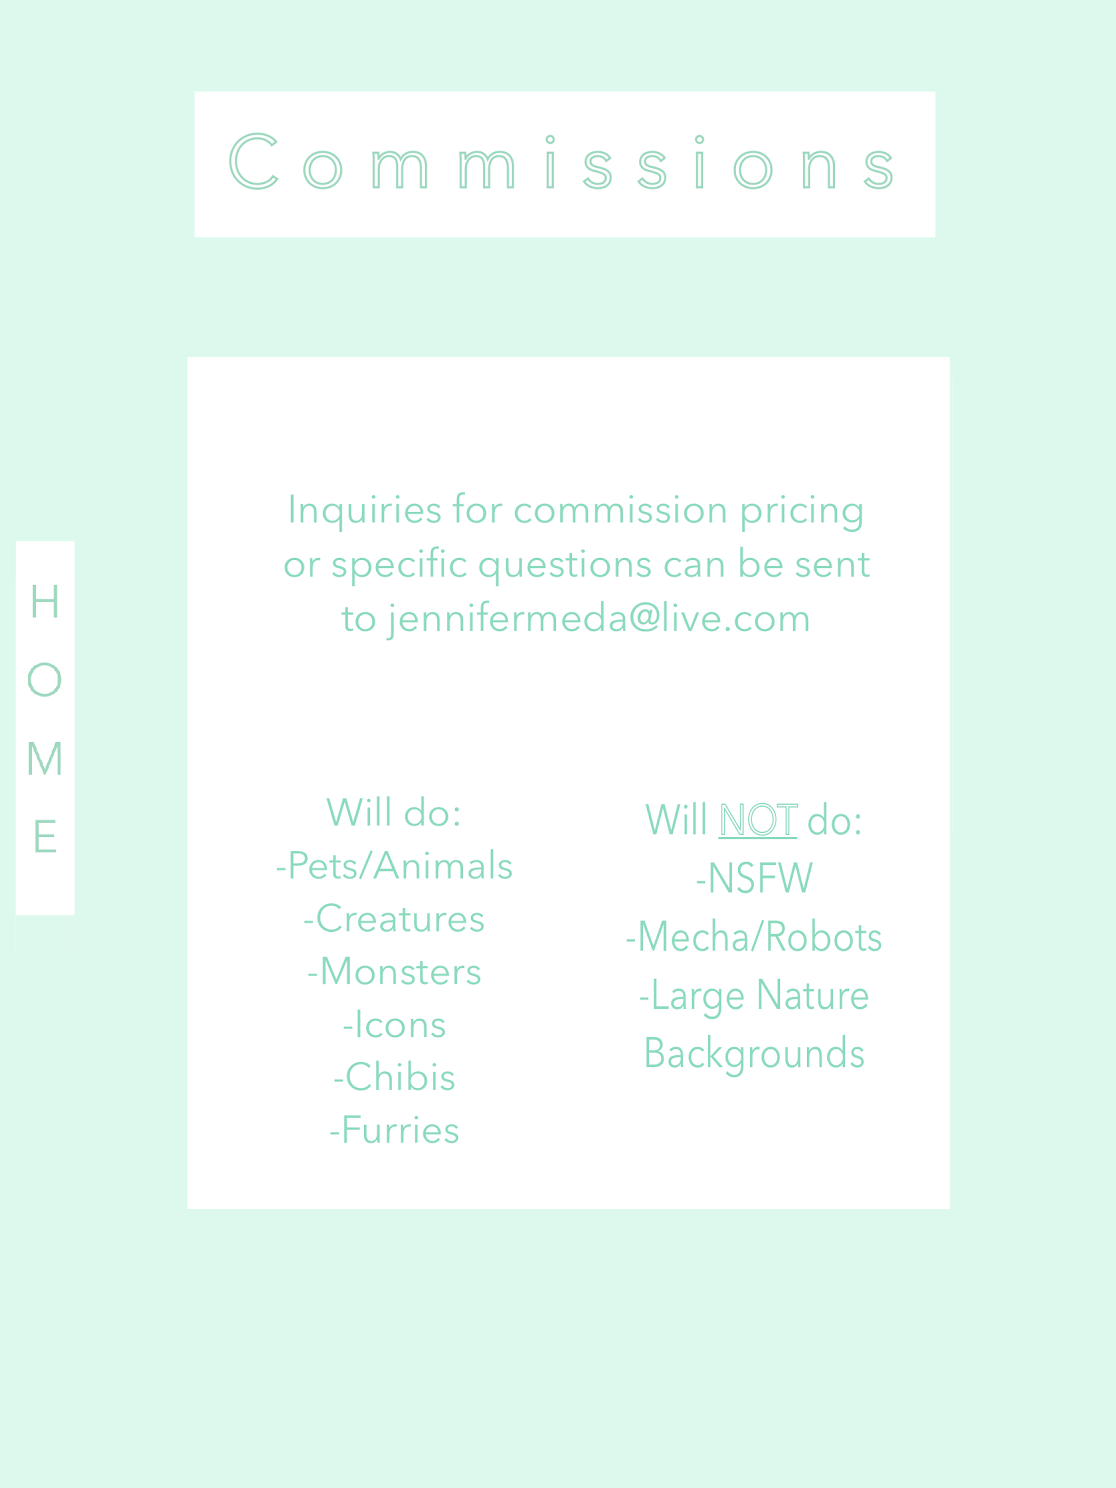 Commissions
Inquiries for commission pricing
or specific questions can be sent
to jennifermeda@live.com
H
O
M
E
Will do:
-Pets/Animals
-Creatures
-Monsters
-Icons
-Chibis
-Furries
Will NOT do:
-NSFW
-Mecha/Robots
-Large Nature
Backgrounds